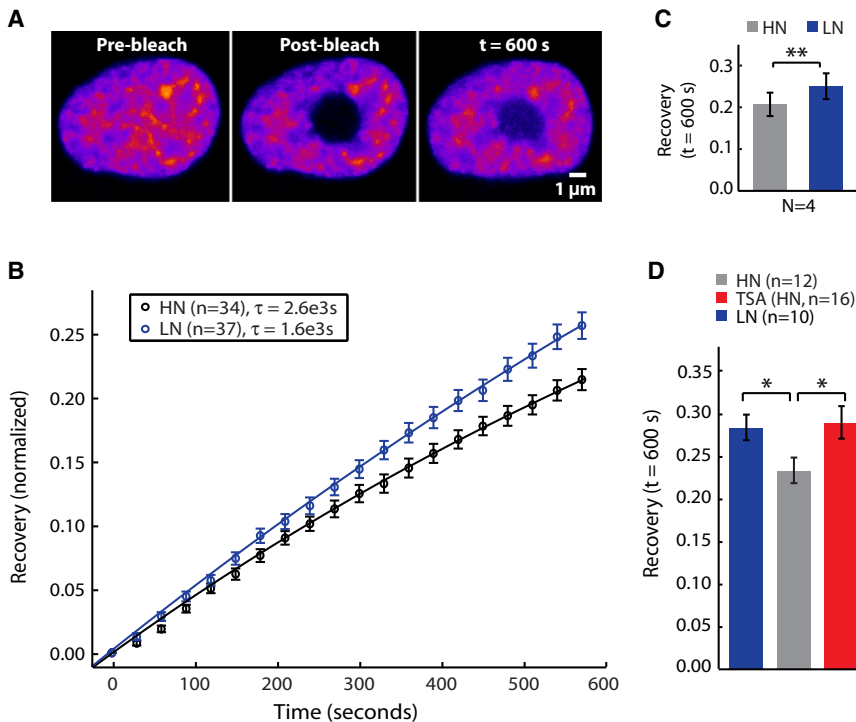 A
Pre-bleach
Post-bleach
t = 600 s
1 µm
B
HN (n=34), τ = 2.6e3s
LN (n=37), τ = 1.6e3s
Recovery (normalized)
0.25
0.20
0.15
0.10
0.05
0.00
0 100 200 300 400 500 600
Time (seconds)
C
HN LN
**
Recovery
(t = 600 s)
0.3
0.2
0.1
0.0
N=4
D
HN (n=12)
TSA (HN, n=16)
LN (n=10)
* *
Recovery (t = 600 s)
0.35
0.30
0.25
0.20
0.15
0.10
0.05
0.00